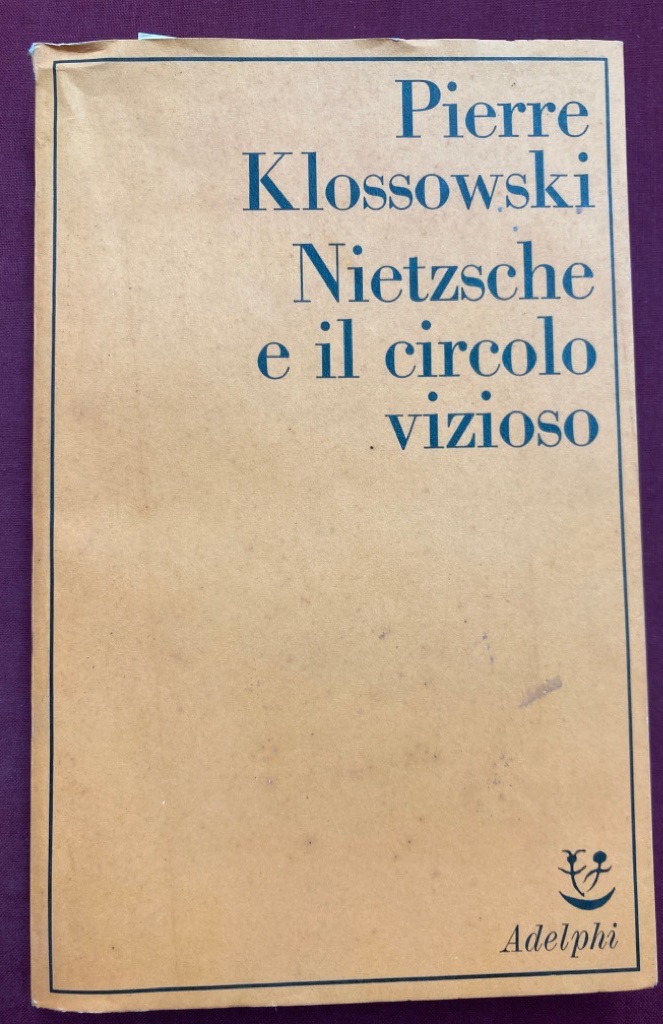 Pierre
Klossowski
Nietzsche
e il circolo
vizioso
Adelphi